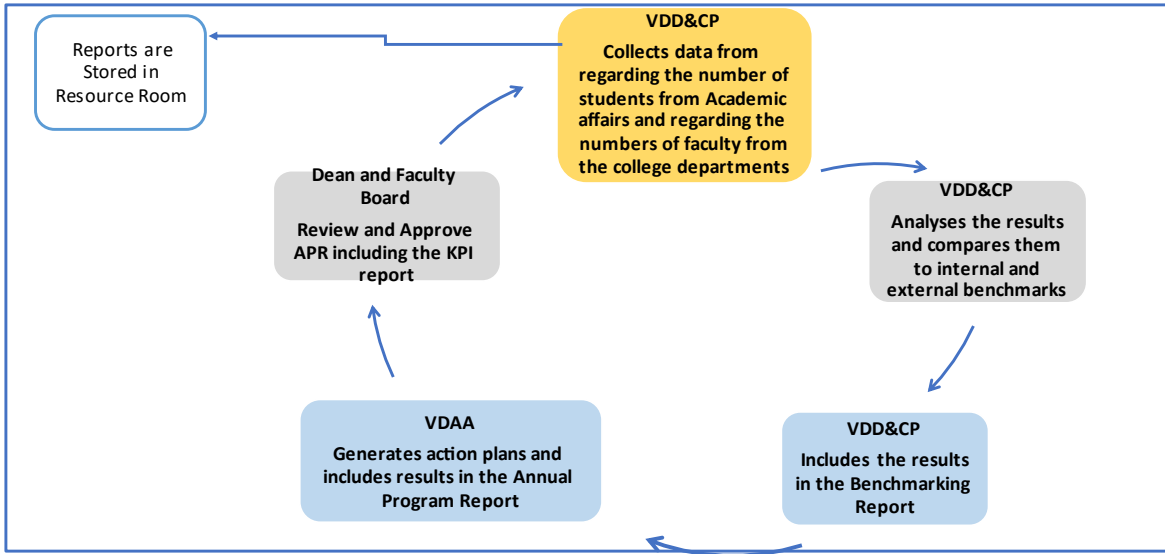 Reports are
Stored in
Resource Room
VDD&CP
Collects data from
regarding the number of
students from Academic
affairs and regarding the
numbers of faculty from
the college departments
VDD&CP
Analyses the results
and compares them
to internal and
external benchmarks
VDD&CP
Includes the results
in the Benchmarking
Report
VDAA
Generates action plans and
includes results in the Annual
Program Report
Dean and Faculty
Board
Review and Approve
APR including the KPI
report